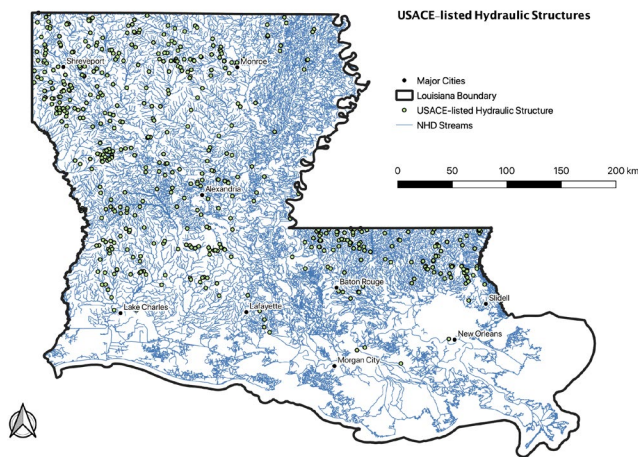 USACE-listed Hydraulic Structures
Major Cities
Louisiana Boundary
USACE-listed Hydraulic Structure
NHD Streams
0 50 100 150 200 km
Shreveport
Monroe
Alexandria
Baton Rouge
Lake Charles
Lafayette
Slidell
New Orleans
Morgan City